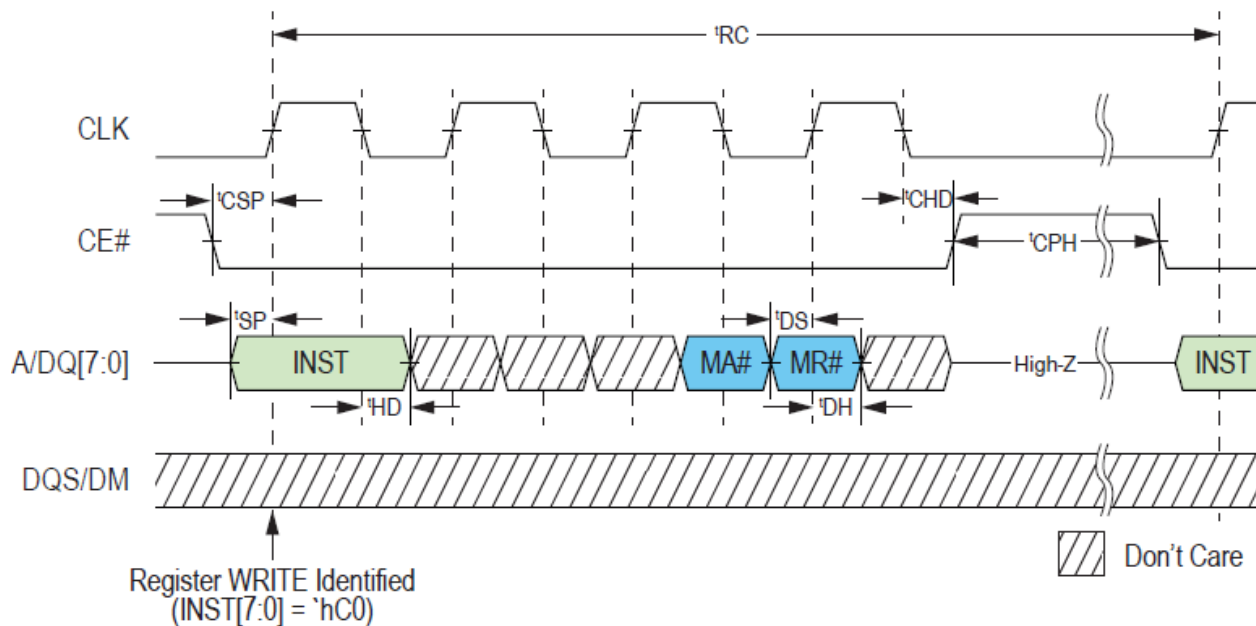 tRC
CLK
tCSP
tCHD
CE#
tCPH
tSP
tDS
A/DQ[7:0]
INST
MA#
MR#
High-Z
INST
tHD
tDH
DQS/DM
Don't Care
Register WRITE Identified
(INST[7:0] = `hC0)